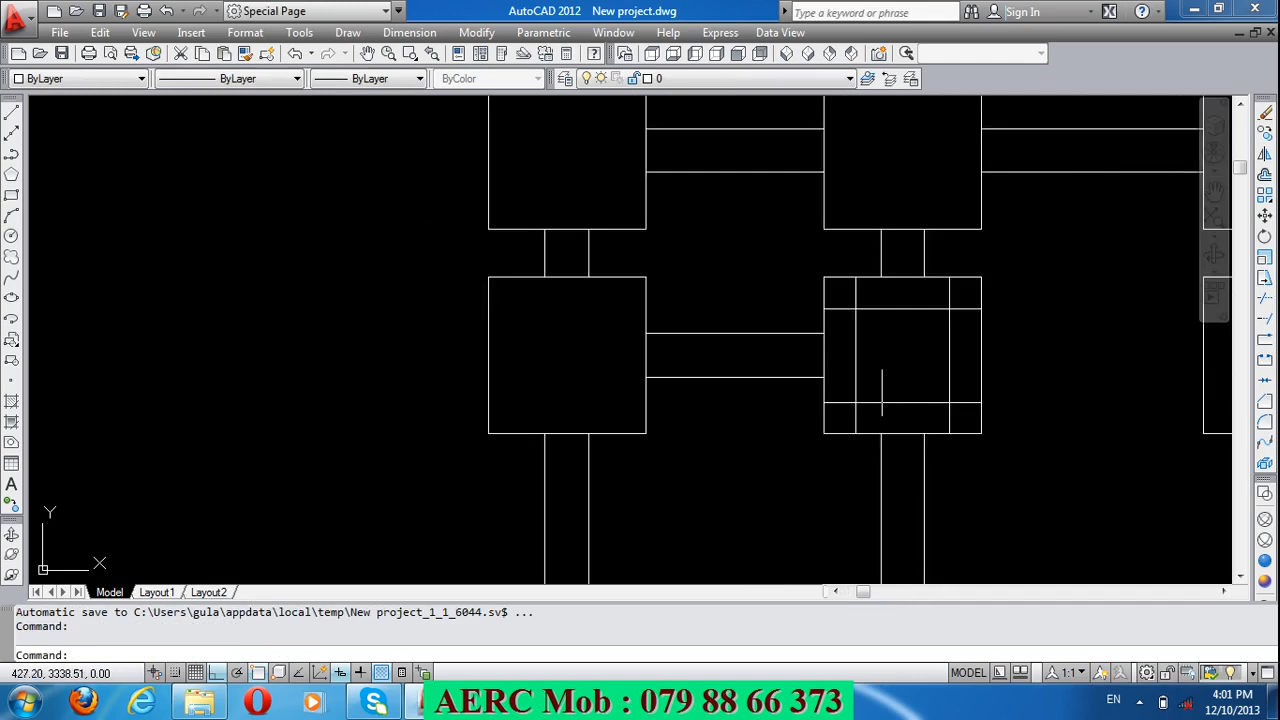 Special Page
AutoCAD 2012 New project.dwg
Type a keyword or phrase
Sign In
File Edit View Insert Format Tools Draw Dimension Modify Parametric Window Help Express Data View
ByLayer ByLayer ByLayer ByColor 0
Y
X
Model Layout1 Layout2
Automatic save to C:\Users\gula\appdata\local\temp\New project_1_1_6044.sv$ ...
Command:
Command:
427.20, 3338.51, 0.00
MODEL 1:1
AERC Mob : 079 88 66 373
EN
4:01 PM
12/10/2013